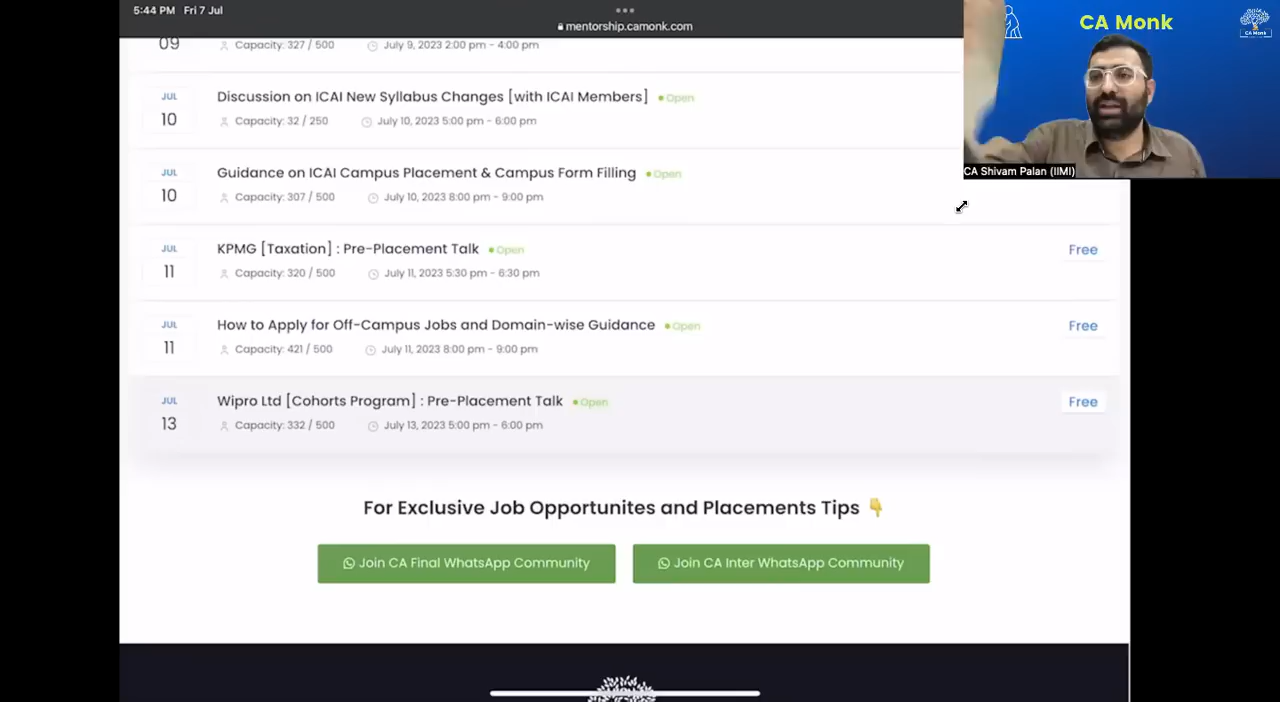 5:44 PM Fri 7 Jul
mentorship.camonk.com
CA Monk
CA Monk
CA Shivam Palan (IIMI)
09
Capacity: 327 / 500 July 9, 2023 2:00 pm - 4:00 pm
JUL
10
Discussion on ICAI New Syllabus Changes [with ICAI Members] Open
Capacity: 32 / 250 July 10, 2023 5:00 pm - 6:00 pm
JUL
10
Guidance on ICAI Campus Placement & Campus Form Filling Open
Capacity: 307 / 500 July 10, 2023 8:00 pm - 9:00 pm
JUL
11
KPMG [Taxation] : Pre-Placement Talk Open
Capacity: 320 / 500 July 11, 2023 5:30 pm - 6:30 pm
Free
JUL
11
How to Apply for Off-Campus Jobs and Domain-wise Guidance Open
Capacity: 421 / 500 July 11, 2023 8:00 pm - 9:00 pm
Free
JUL
13
Wipro Ltd [Cohorts Program] : Pre-Placement Talk Open
Capacity: 332 / 500 July 13, 2023 5:00 pm - 6:00 pm
Free
For Exclusive Job Opportunites and Placements Tips
Join CA Final WhatsApp Community
Join CA Inter WhatsApp Community